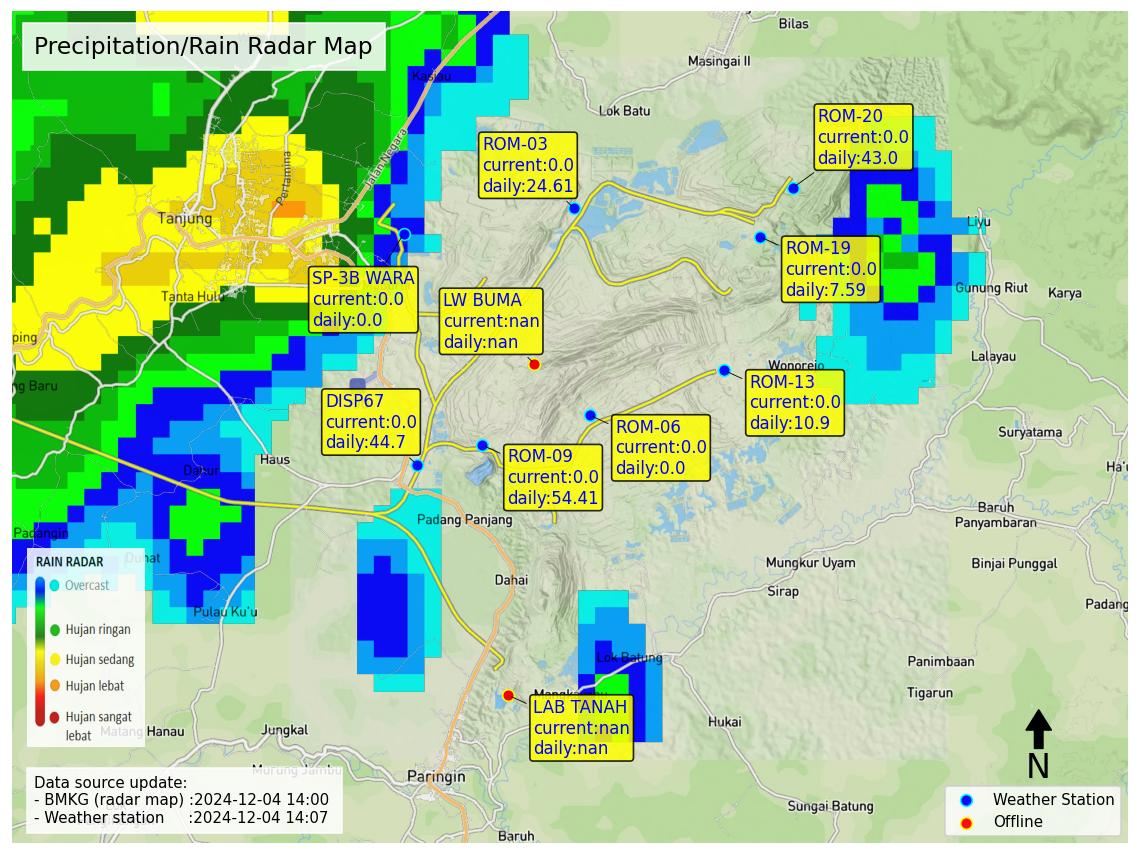 Precipitation/Rain Radar Map
Bilas
Masingai II
Kasiau
Lok Batu
ROM-20
current:0.0
daily:43.0
ROM-03
current:0.0
daily:24.61
Jalan Negara
Pertamina
Tanjung
Liyu
ROM-19
current:0.0
daily:7.59
SP-3B WARA
current:0.0
daily:0.0
LW BUMA
current:nan
daily:nan
Tanta Hulu
Gunung Riut
Karya
ping
Lalayau
Wonorejo
ng Baru
ROM-13
current:0.0
daily:10.9
DISP67
current:0.0
daily:44.7
ROM-06
current:0.0
daily:0.0
Suryatama
ROM-09
current:0.0
daily:54.41
Haus
Dahur
Ha'u
Baruh
Panyambaran
Padang Panjang
Padangin
Mungkur Uyam
Binjai Punggal
Dahai
Sirap
Padang
Pulau Ku'u
RAIN RADAR
Overcast
Hujan ringan
Hujan sedang
Hujan lebat
Hujan sangat
lebat
Lok Batung
Panimbaan
Tigarun
LAB TANAH
current:nan
daily:nan
Hukai
Matang Hanau
Jungkal
Murung Jambu
Paringin
Sungai Batung
Baruh
N
Data source update:
- BMKG (radar map) :2024-12-04 14:00
- Weather station :2024-12-04 14:07
Weather Station
Offline